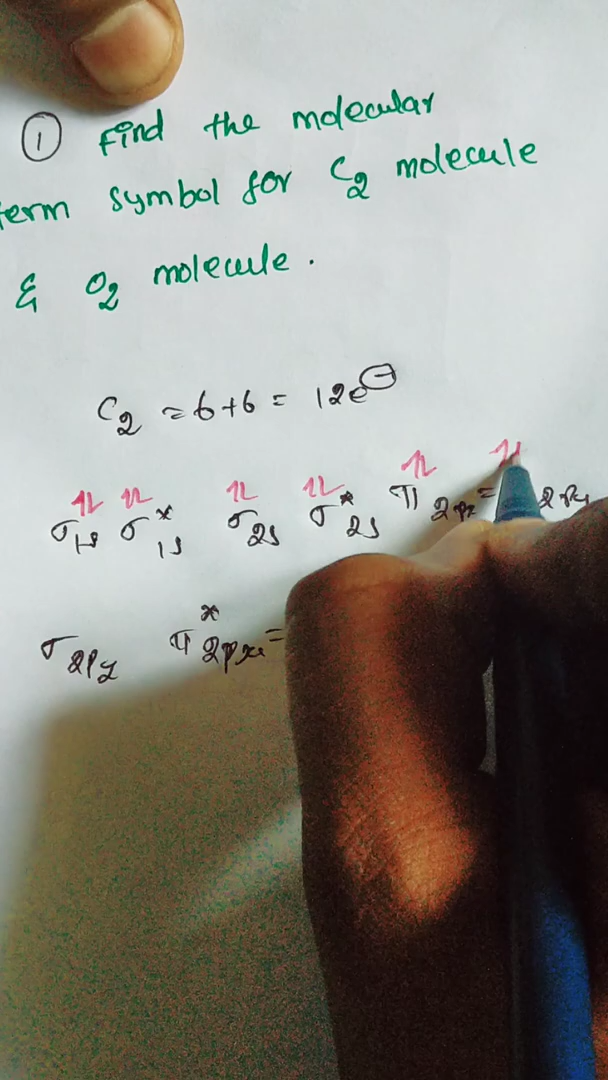 ① Find the molecular
term symbol for C₂ molecule
& O₂ molecule.
C₂ = 6+6 = 12e⊖
⥮ ⥮ ⥮ ⥮ ⥮ ⥮
σ1s σ*1s σ2s σ*2s π2px = 2py
σ2pz π*2px =